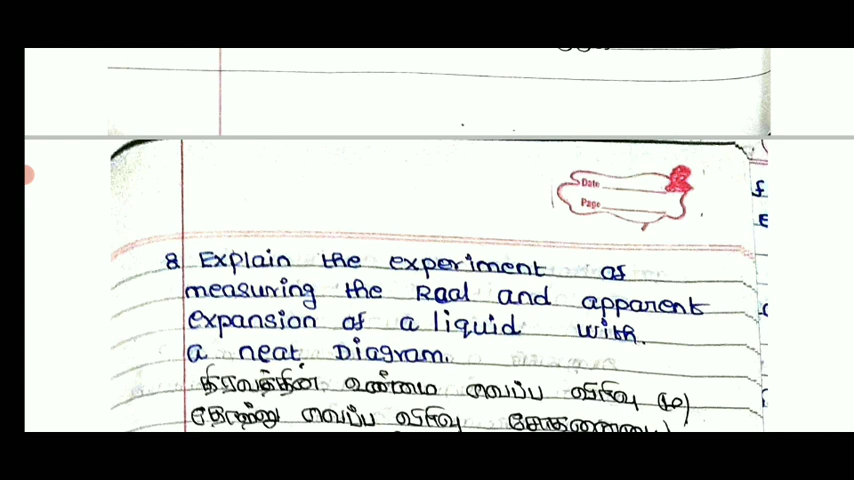 Date
Page
8 Explain the experiment of
measuring the Real and apparent
expansion of a liquid with.
a neat Diagram.
திரவத்தின் உண்மை வெப்ப விரிவு (ம)
தோற்ற வெப்ப விரிவு சோதனையை